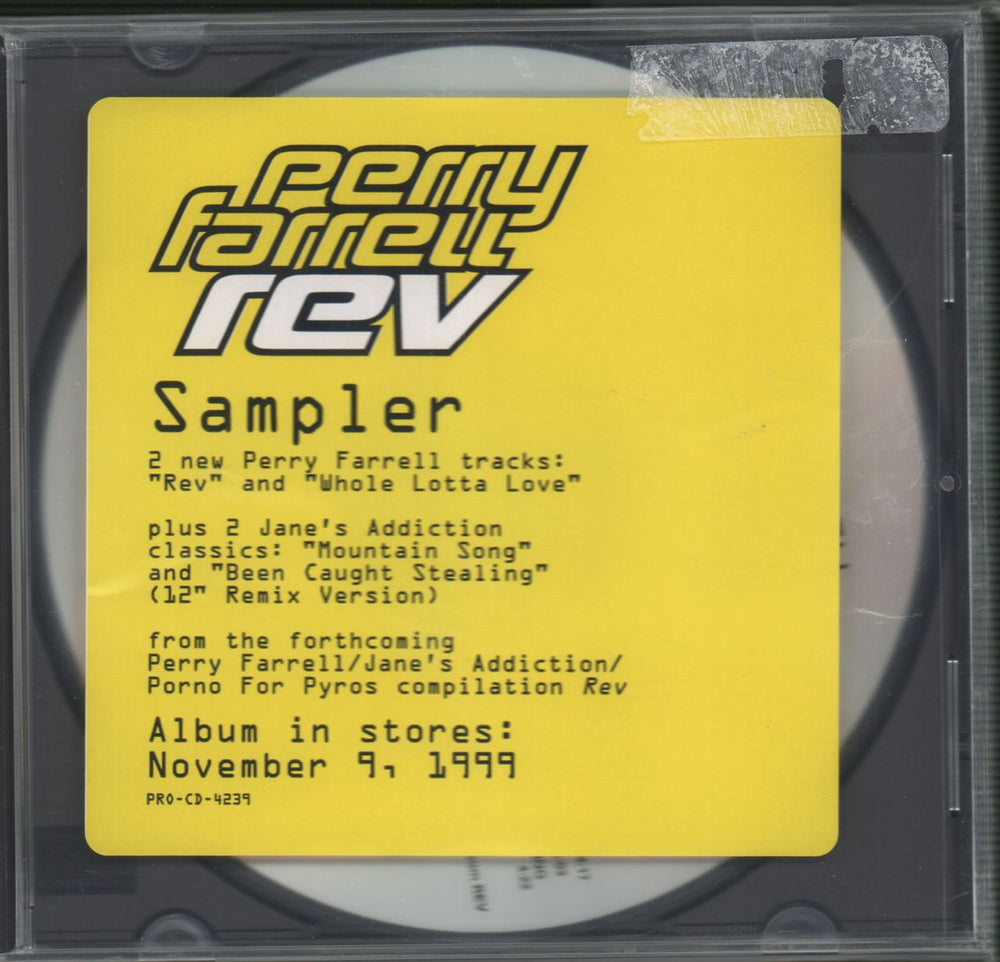 perry
farrell
rev
Sampler
2 new Perry Farrell tracks:
"Rev" and "Whole Lotta Love"
plus 2 Jane's Addiction
classics: "Mountain Song"
and "Been Caught Stealing"
(12" Remix Version)
from the forthcoming
Perry Farrell/Jane's Addiction/
Porno For Pyros compilation Rev
Album in stores:
November 9, 1999
PRO-CD-4239
REV